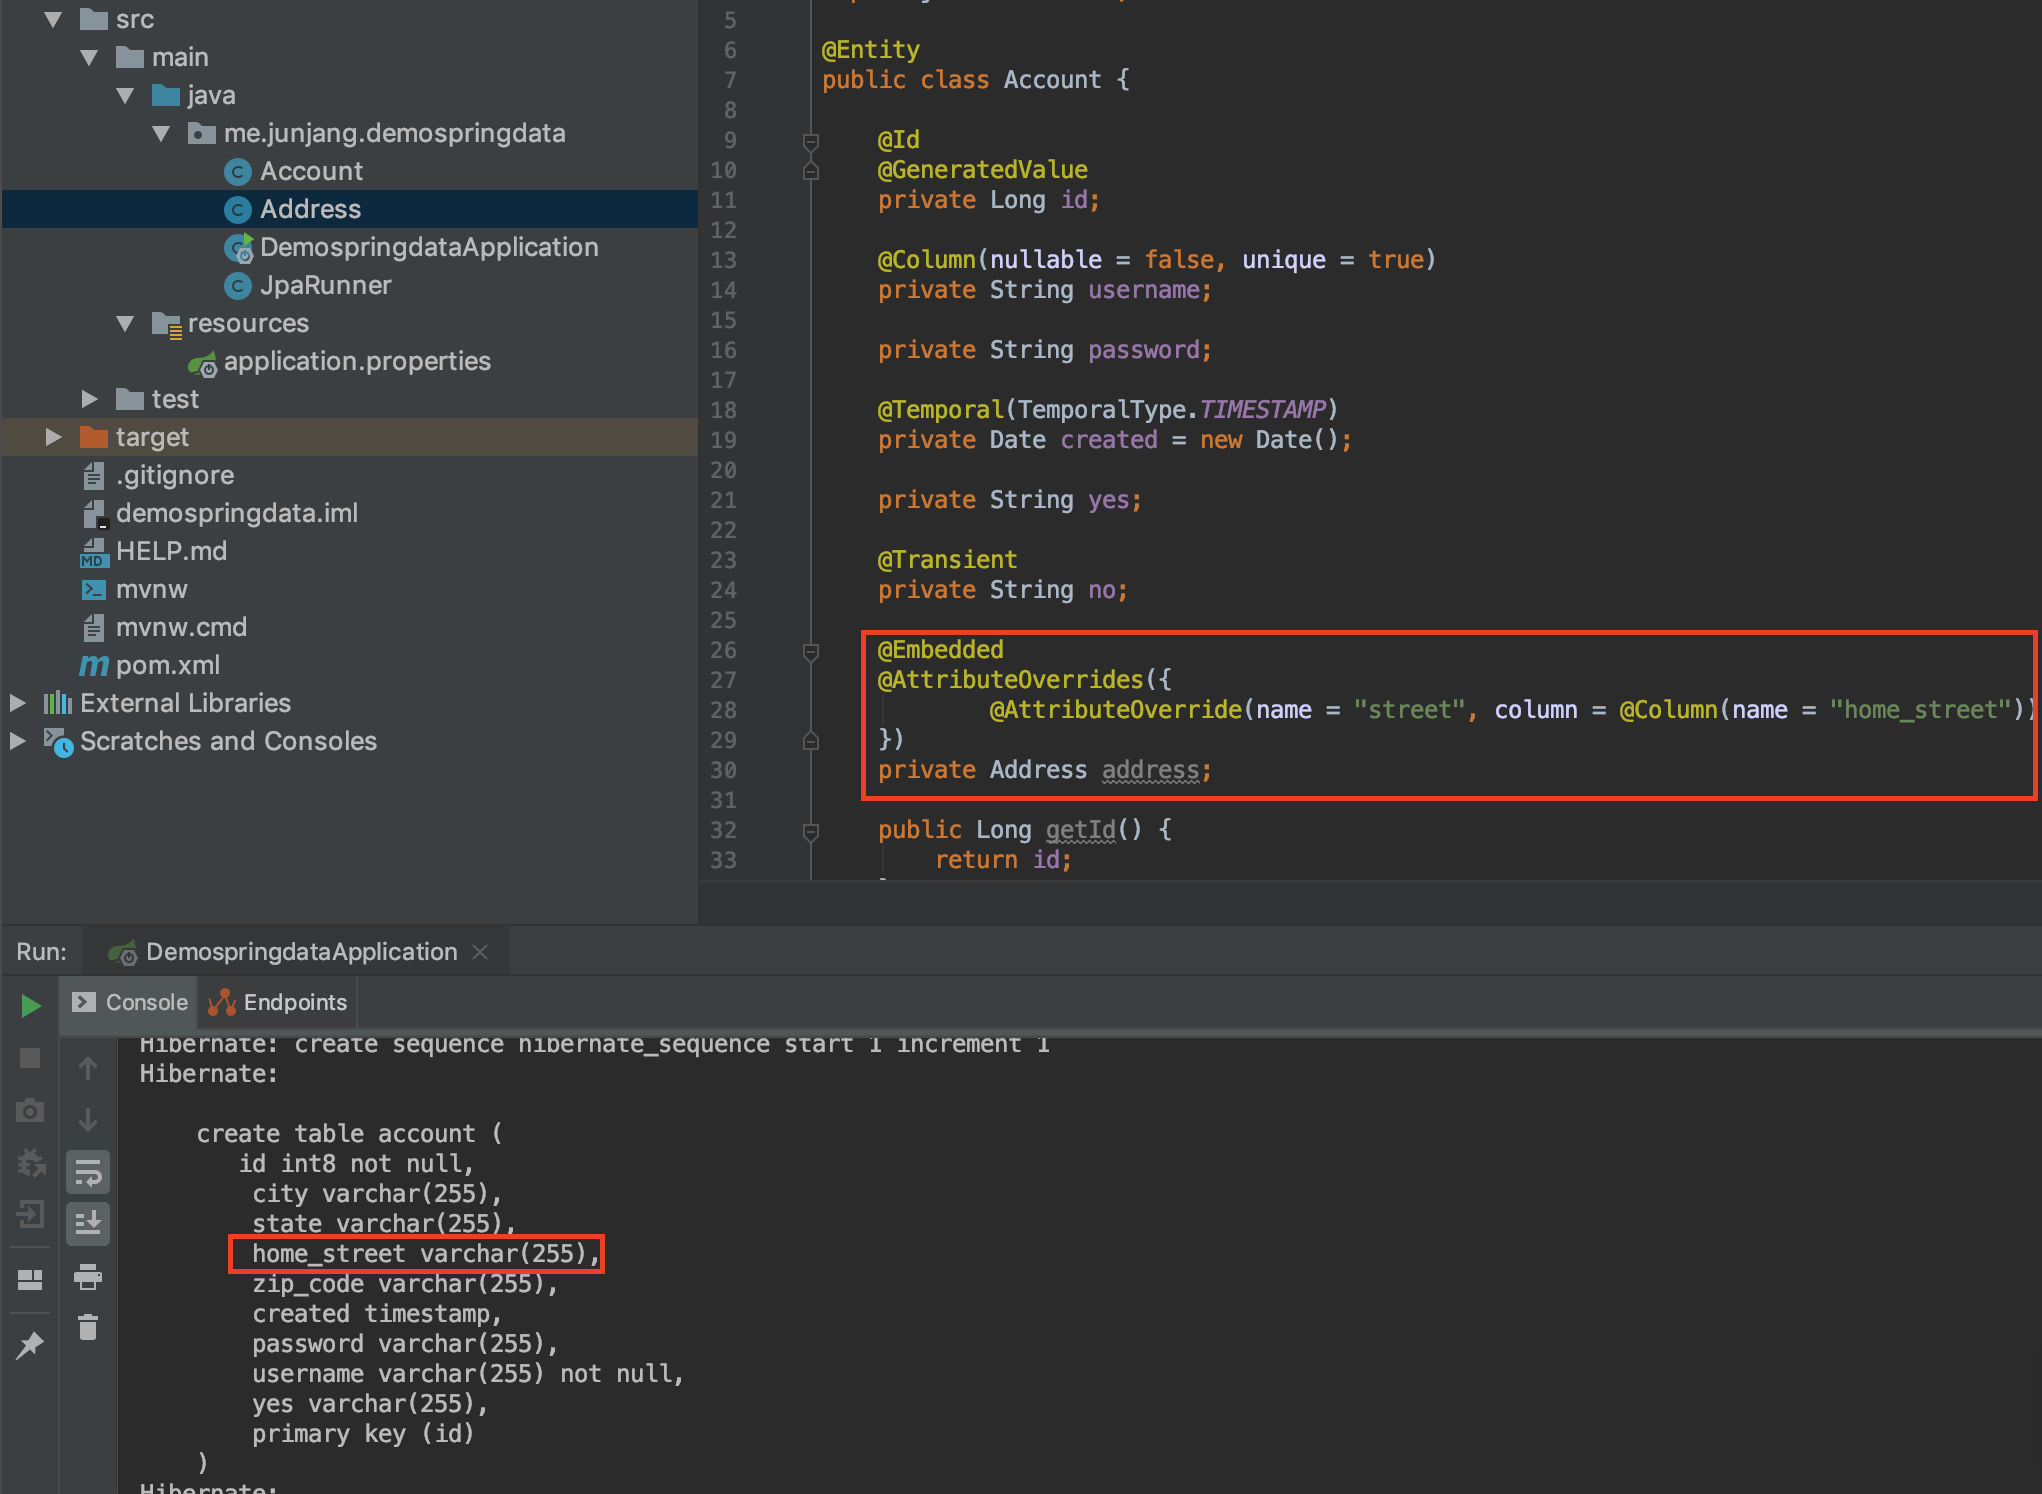 src
main
java
me.junjang.demospringdata
Account
Address
DemospringdataApplication
JpaRunner
resources
application.properties
test
target
.gitignore
demospringdata.iml
HELP.md
mvnw
mvnw.cmd
pom.xml
External Libraries
Scratches and Consoles
5
6 @Entity
7 public class Account {
8
9 @Id
10 @GeneratedValue
11 private Long id;
12
13 @Column(nullable = false, unique = true)
14 private String username;
15
16 private String password;
17
18 @Temporal(TemporalType.TIMESTAMP)
19 private Date created = new Date();
20
21 private String yes;
22
23 @Transient
24 private String no;
25
26 @Embedded
27 @AttributeOverrides({
28 @AttributeOverride(name = "street", column = @Column(name = "home_street"))
29 })
30 private Address address;
31
32 public Long getId() {
33 return id;
Run: DemospringdataApplication
Console Endpoints
Hibernate: create sequence hibernate_sequence start 1 increment 1
Hibernate:
create table account (
id int8 not null,
city varchar(255),
state varchar(255),
home_street varchar(255),
zip_code varchar(255),
created timestamp,
password varchar(255),
username varchar(255) not null,
yes varchar(255),
primary key (id)
)
Hibernate: